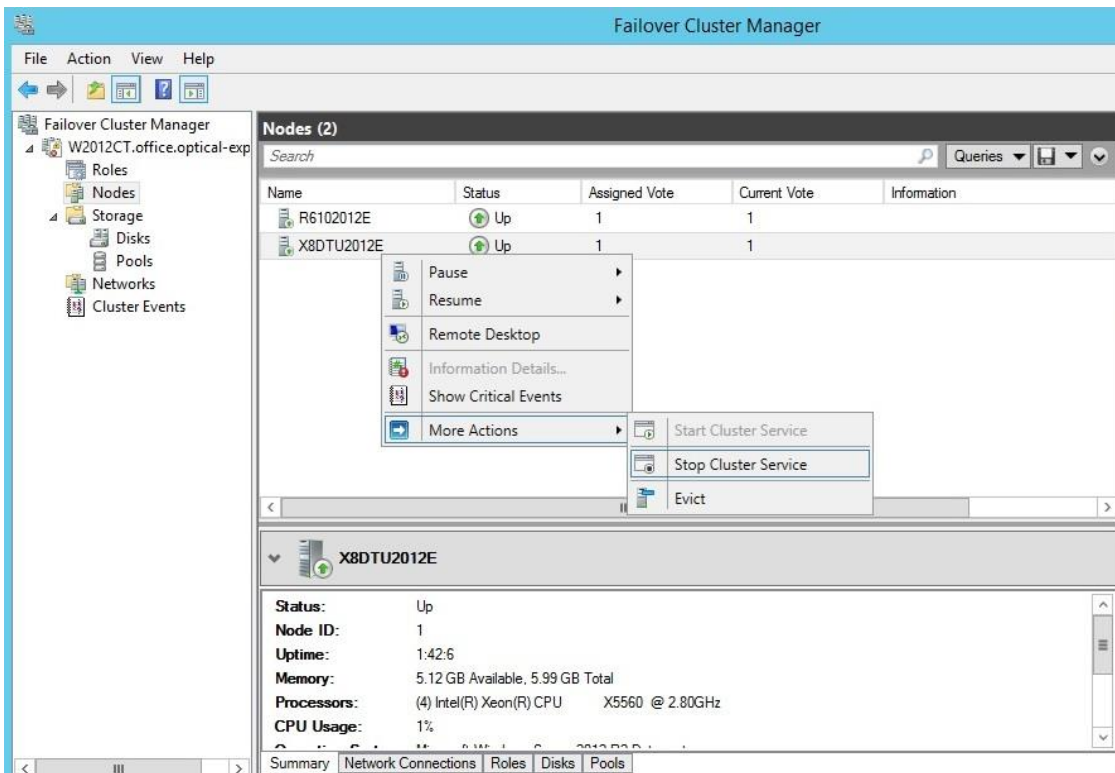 Failover Cluster Manager
File Action View Help
Failover Cluster Manager
W2012CT.office.optical-exp
Roles
Nodes
Storage
Disks
Pools
Networks
Cluster Events
Nodes (2)
Search Queries
Name Status Assigned Vote Current Vote Information
R6102012E Up 1 1
X8DTU2012E Up 1 1
Pause
Resume
Remote Desktop
Information Details...
Show Critical Events
More Actions
Start Cluster Service
Stop Cluster Service
Evict
X8DTU2012E
Status: Up
Node ID: 1
Uptime: 1:42:6
Memory: 5.12 GB Available, 5.99 GB Total
Processors: (4) Intel(R) Xeon(R) CPU X5560 @ 2.80GHz
CPU Usage: 1%
Summary Network Connections Roles Disks Pools